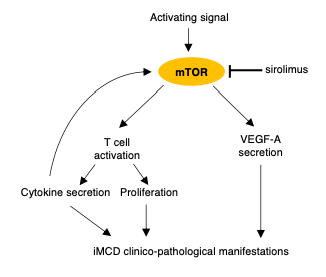 Activating signal
mTOR
sirolimus
T cell
activation
VEGF-A
secretion
Cytokine secretion
Proliferation
iMCD clinico-pathological manifestations